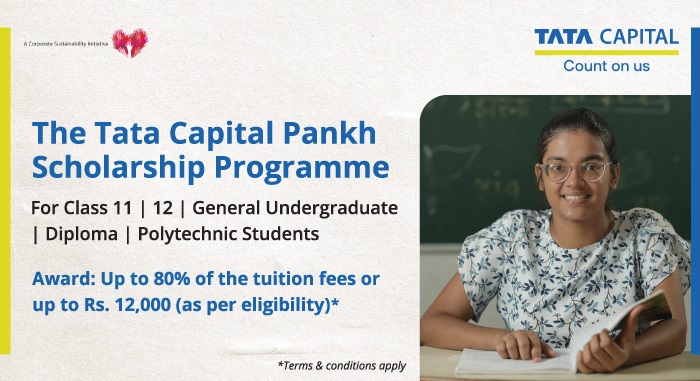 A Corporate Sustainability Initiative
TATA CAPITAL
Count on us
The Tata Capital Pankh
Scholarship Programme
For Class 11 | 12 | General Undergraduate
| Diploma | Polytechnic Students
Award: Up to 80% of the tuition fees or
up to Rs. 12,000 (as per eligibility)*
*Terms & conditions apply